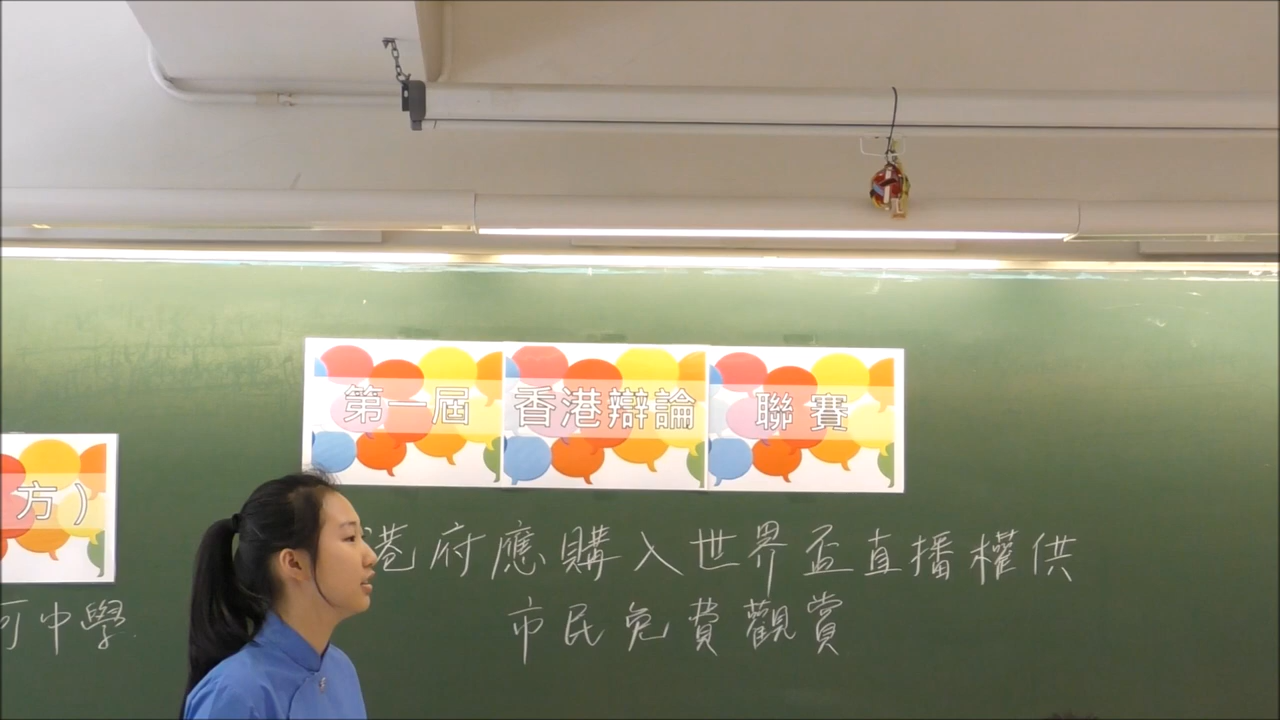 第一屆 香港辯論 聯賽
方）
港府應購入世界盃直播權供
市民免費觀賞
中學